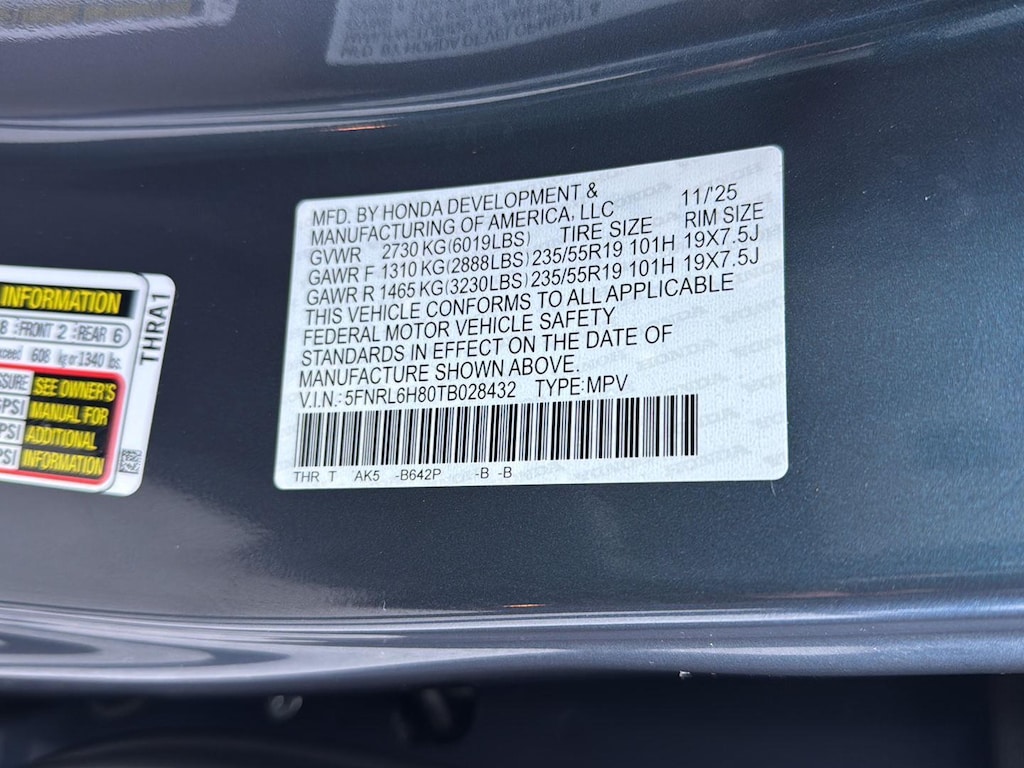 MFD. BY HONDA DEVELOPMENT & 11/'25
MANUFACTURING OF AMERICA, LLC
GVWR 2730 KG(6019LBS) TIRE SIZE RIM SIZE
GAWR F 1310 KG(2888LBS) 235/55R19 101H 19X7.5J
GAWR R 1465 KG(3230LBS) 235/55R19 101H 19X7.5J
THIS VEHICLE CONFORMS TO ALL APPLICABLE
FEDERAL MOTOR VEHICLE SAFETY
STANDARDS IN EFFECT ON THE DATE OF
MANUFACTURE SHOWN ABOVE.
V.I.N.:5FNRL6H80TB028432 TYPE:MPV
THR T AK5 -B642P -B -B
INFORMATION
8 :FRONT 2 :REAR 6
608 kg or 1340 lbs.
SEE OWNER'S
MANUAL FOR
PSI ADDITIONAL
PSI INFORMATION
THRA1